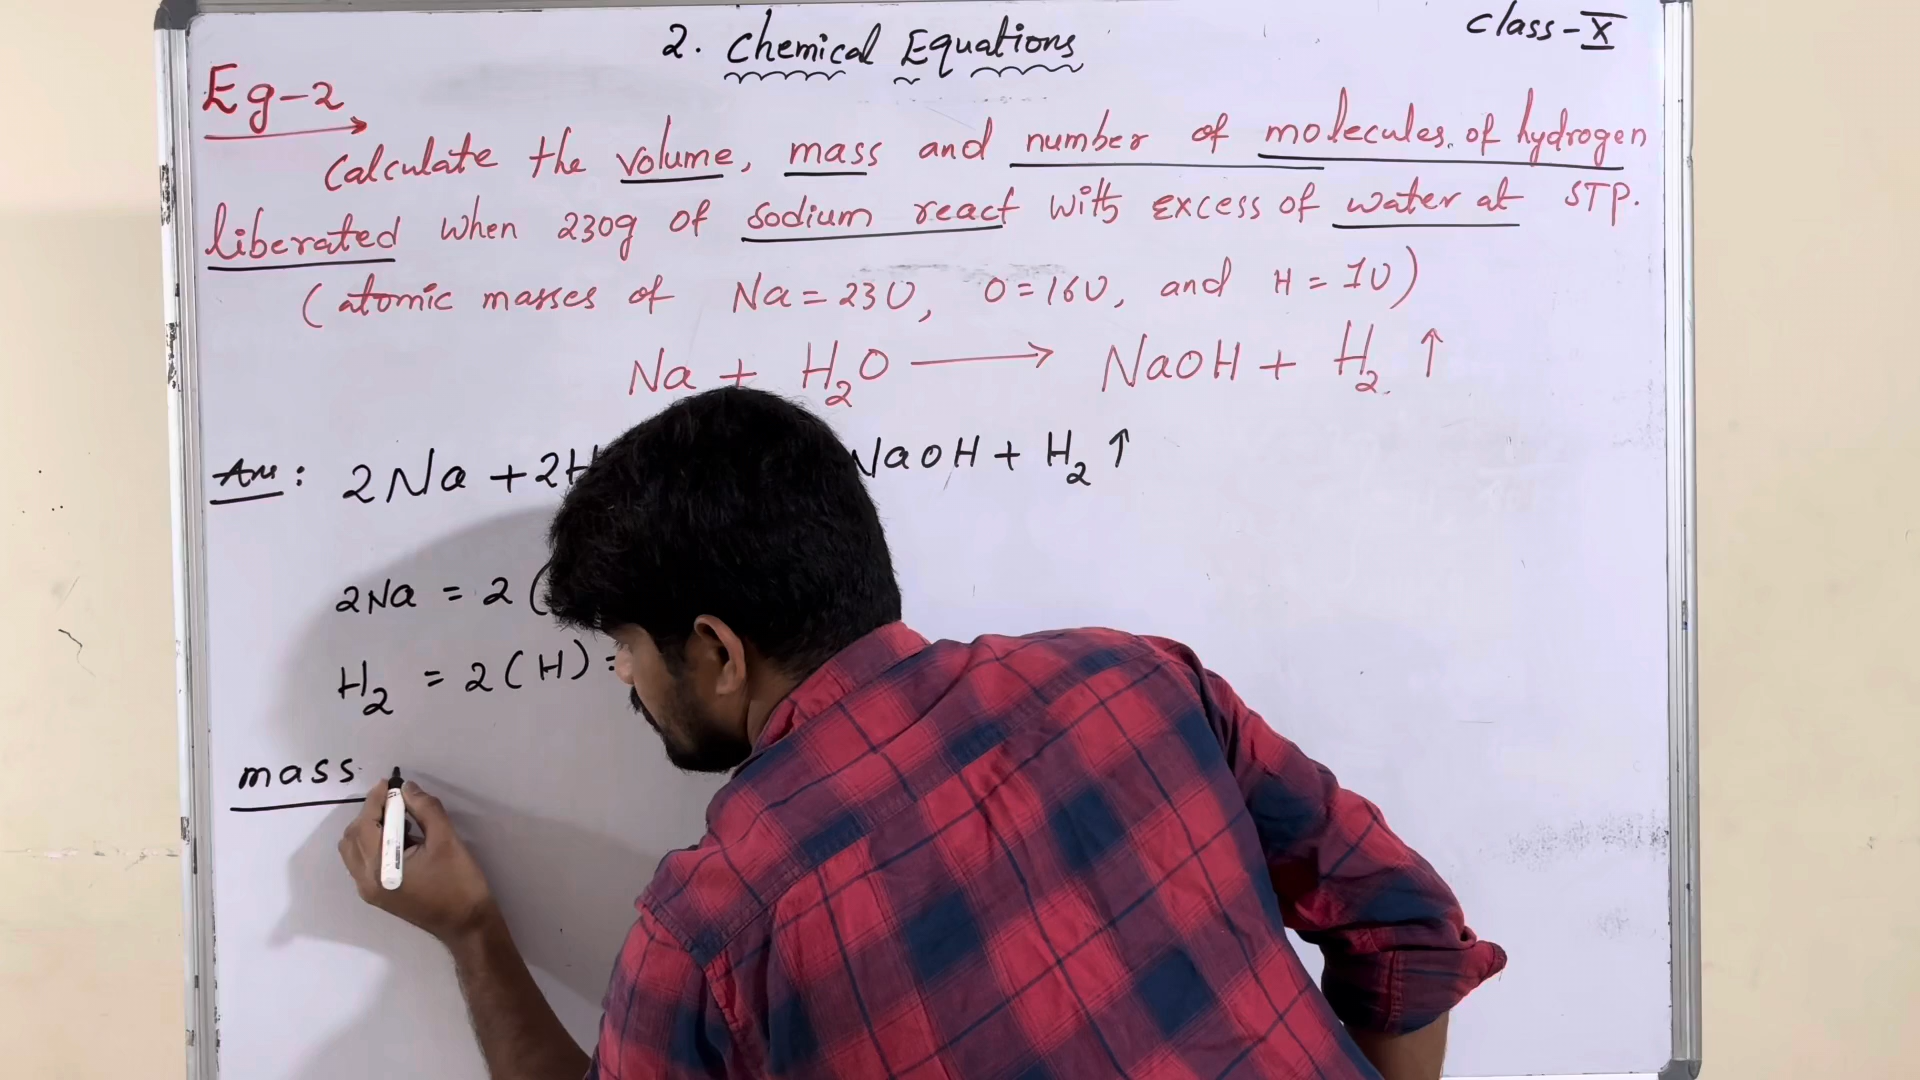 2. Chemical Equations
Class-X
Eg-2
Calculate the volume, mass and number of molecules of hydrogen
liberated when 230g of sodium react with excess of water at STP.
(atomic masses of Na=23U, O=16U, and H=1U)
Na + H₂O → NaOH + H₂ ↑
Ans: 2Na + 2H NaOH + H₂ ↑
2Na = 2(
H₂ = 2(H) =
mass